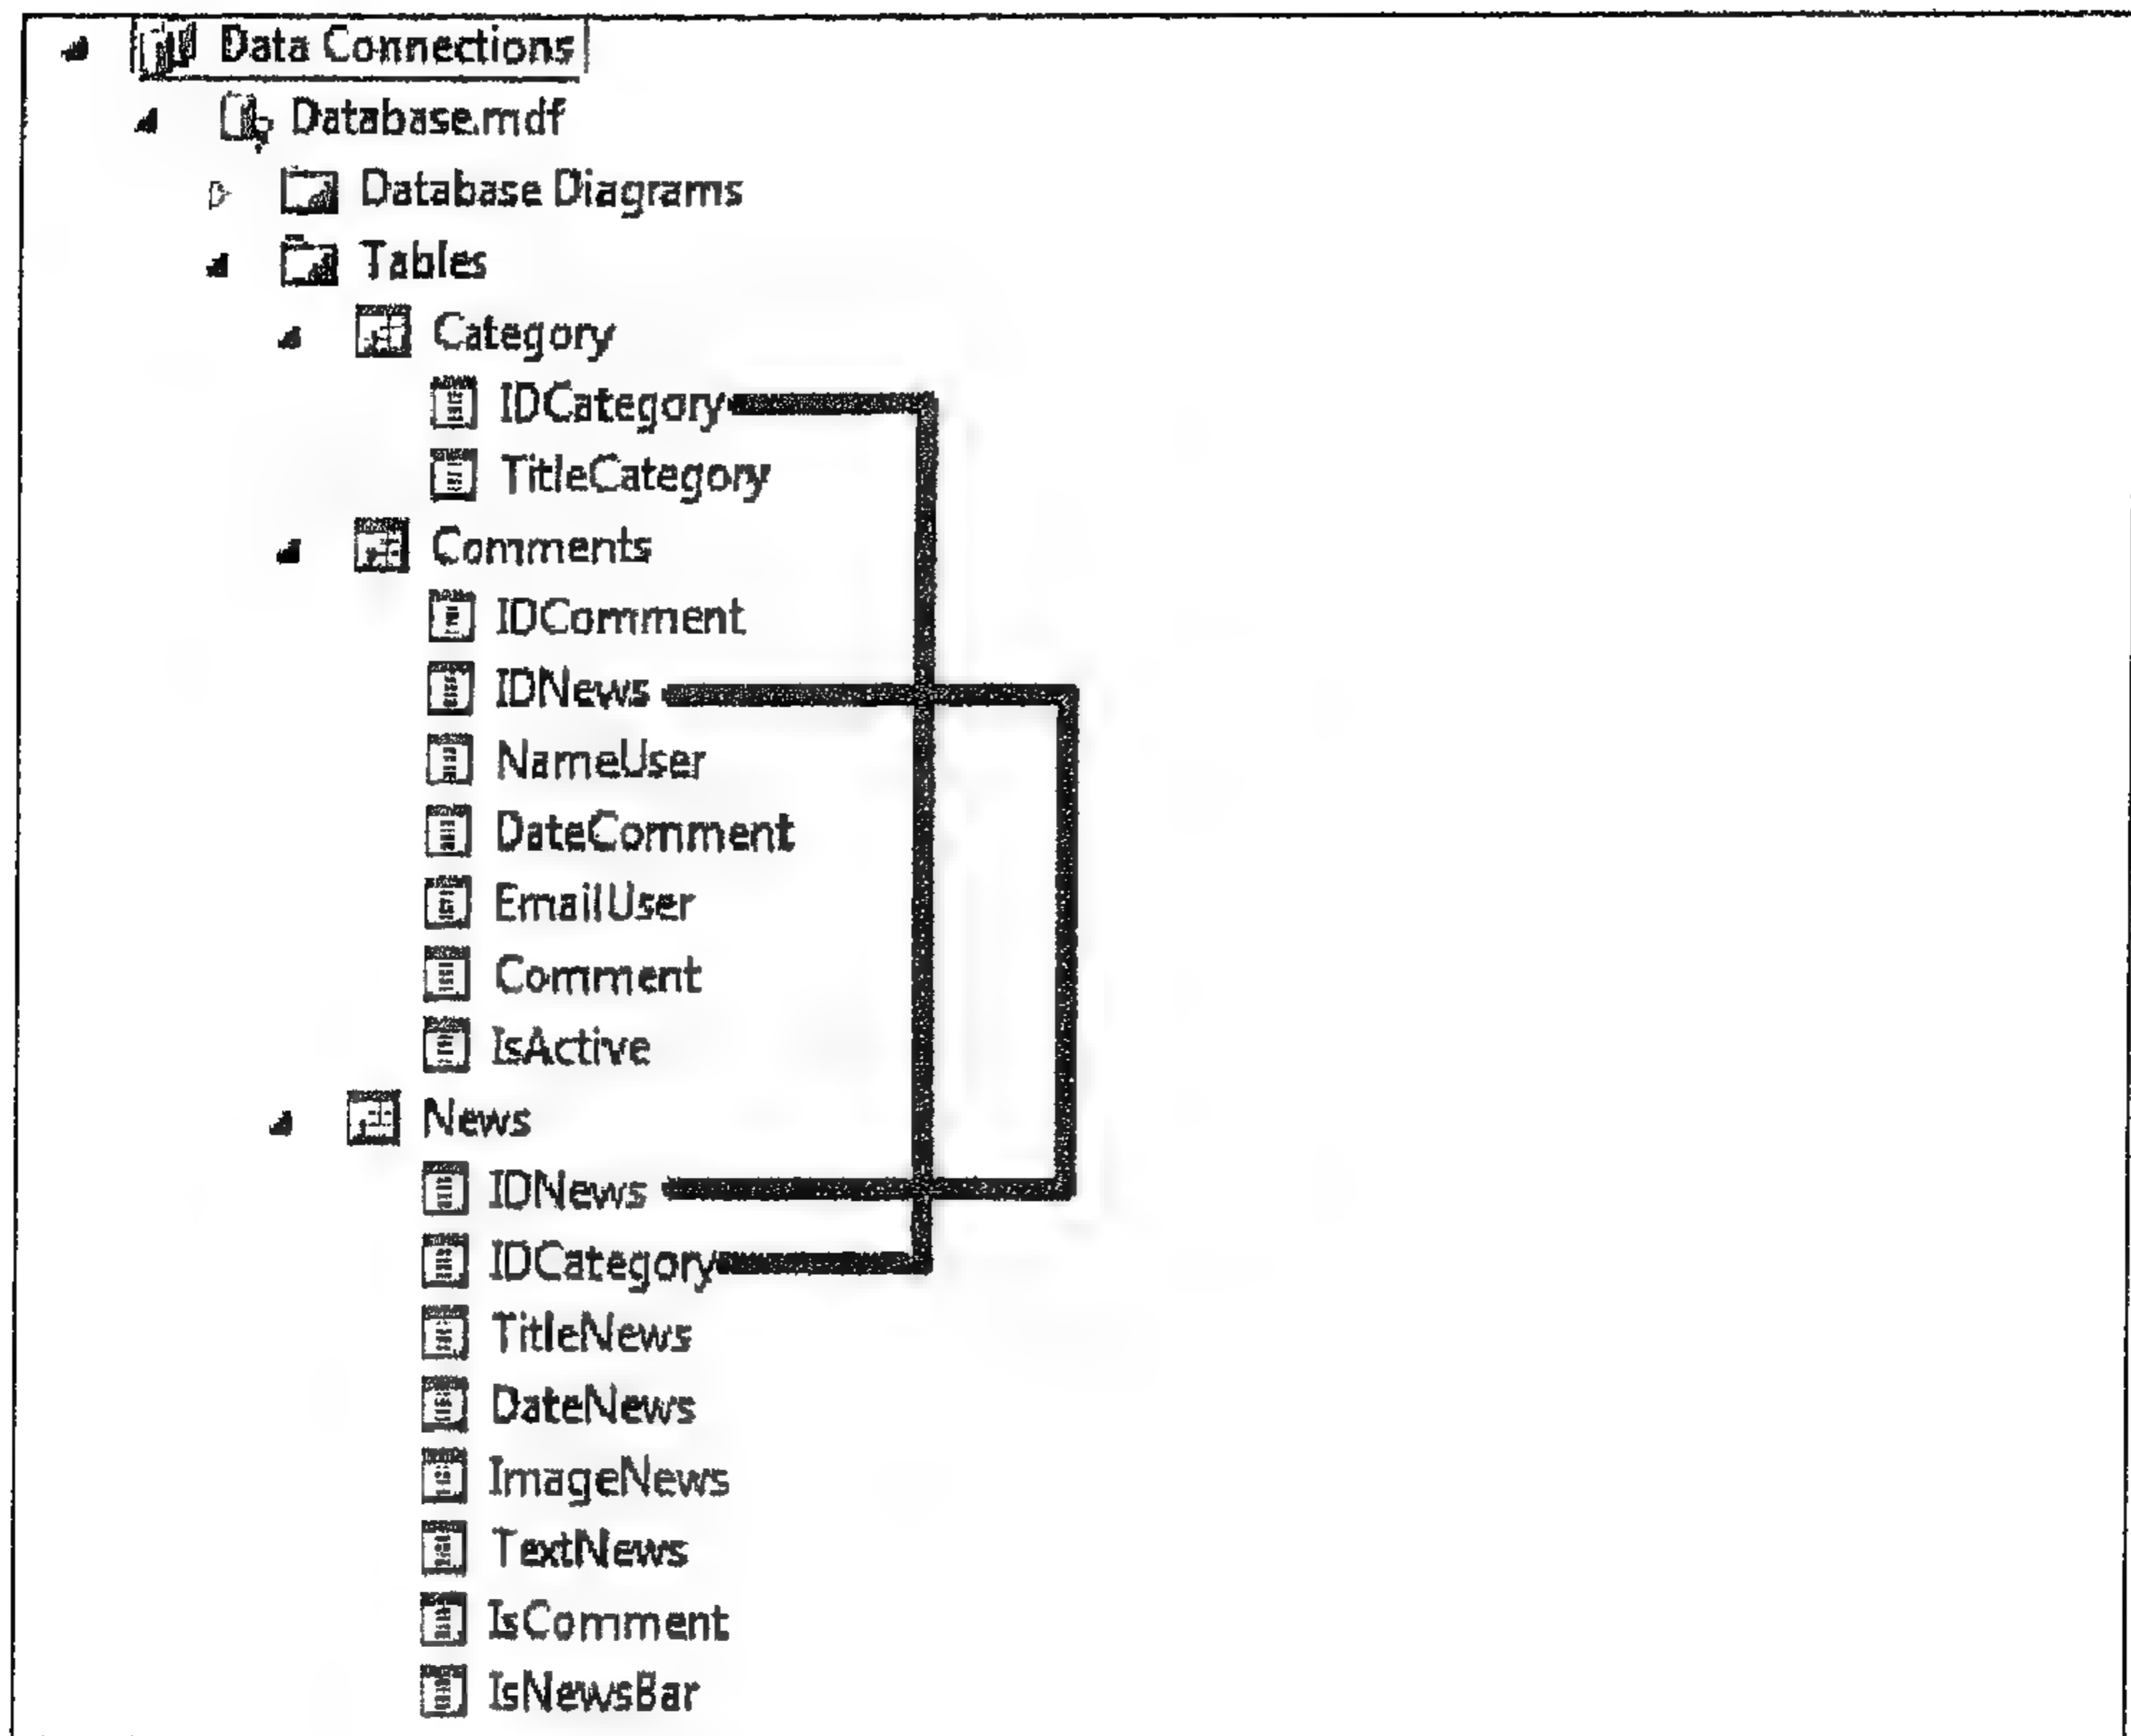 Data Connections
Database.mdf
Database Diagrams
Tables
Category
IDCategory
TitleCategory
Comments
IDComment
IDNews
NameUser
DateComment
EmailUser
Comment
IsActive
News
IDNews
IDCategory
TitleNews
DateNews
ImageNews
TextNews
IsComment
IsNewsBar